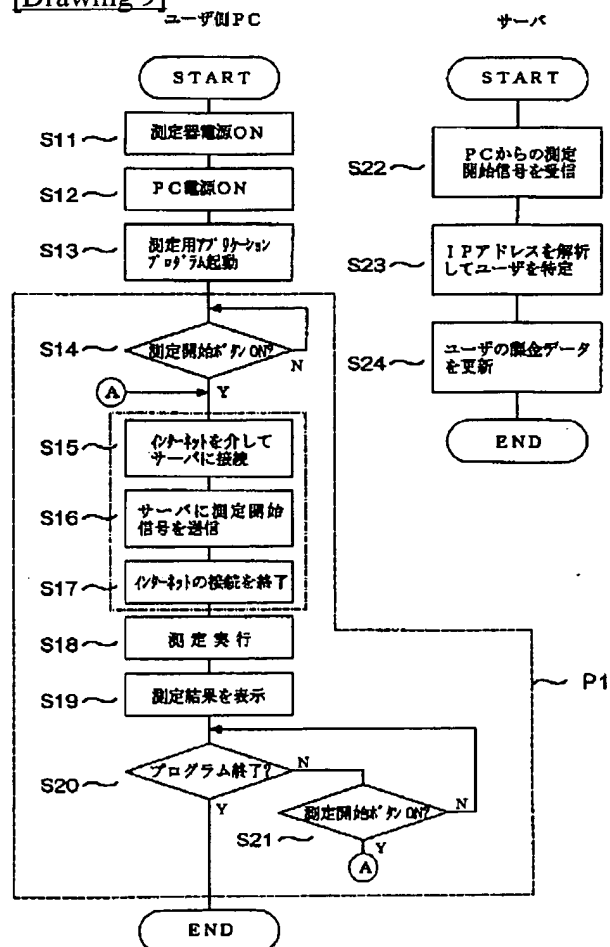 [Drawing 9]
ユーザ側PC
START
S11
測定器電源ON
S12
PC電源ON
S13
測定用アプリケーション
プログラム起動
S14
測定開始ボタンON?
N
Y
A
S15
インターネットを介して
サーバに接続
S16
サーバに測定開始
信号を送信
S17
インターネットの接続を終了
S18
測定実行
S19
測定結果を表示
S20
プログラム終了?
N
Y
S21
測定開始ボタンON?
N
Y
A
P1
END
サーバ
START
S22
PCからの測定
開始信号を受信
S23
IPアドレスを解析
してユーザを特定
S24
ユーザの課金データ
を更新
END